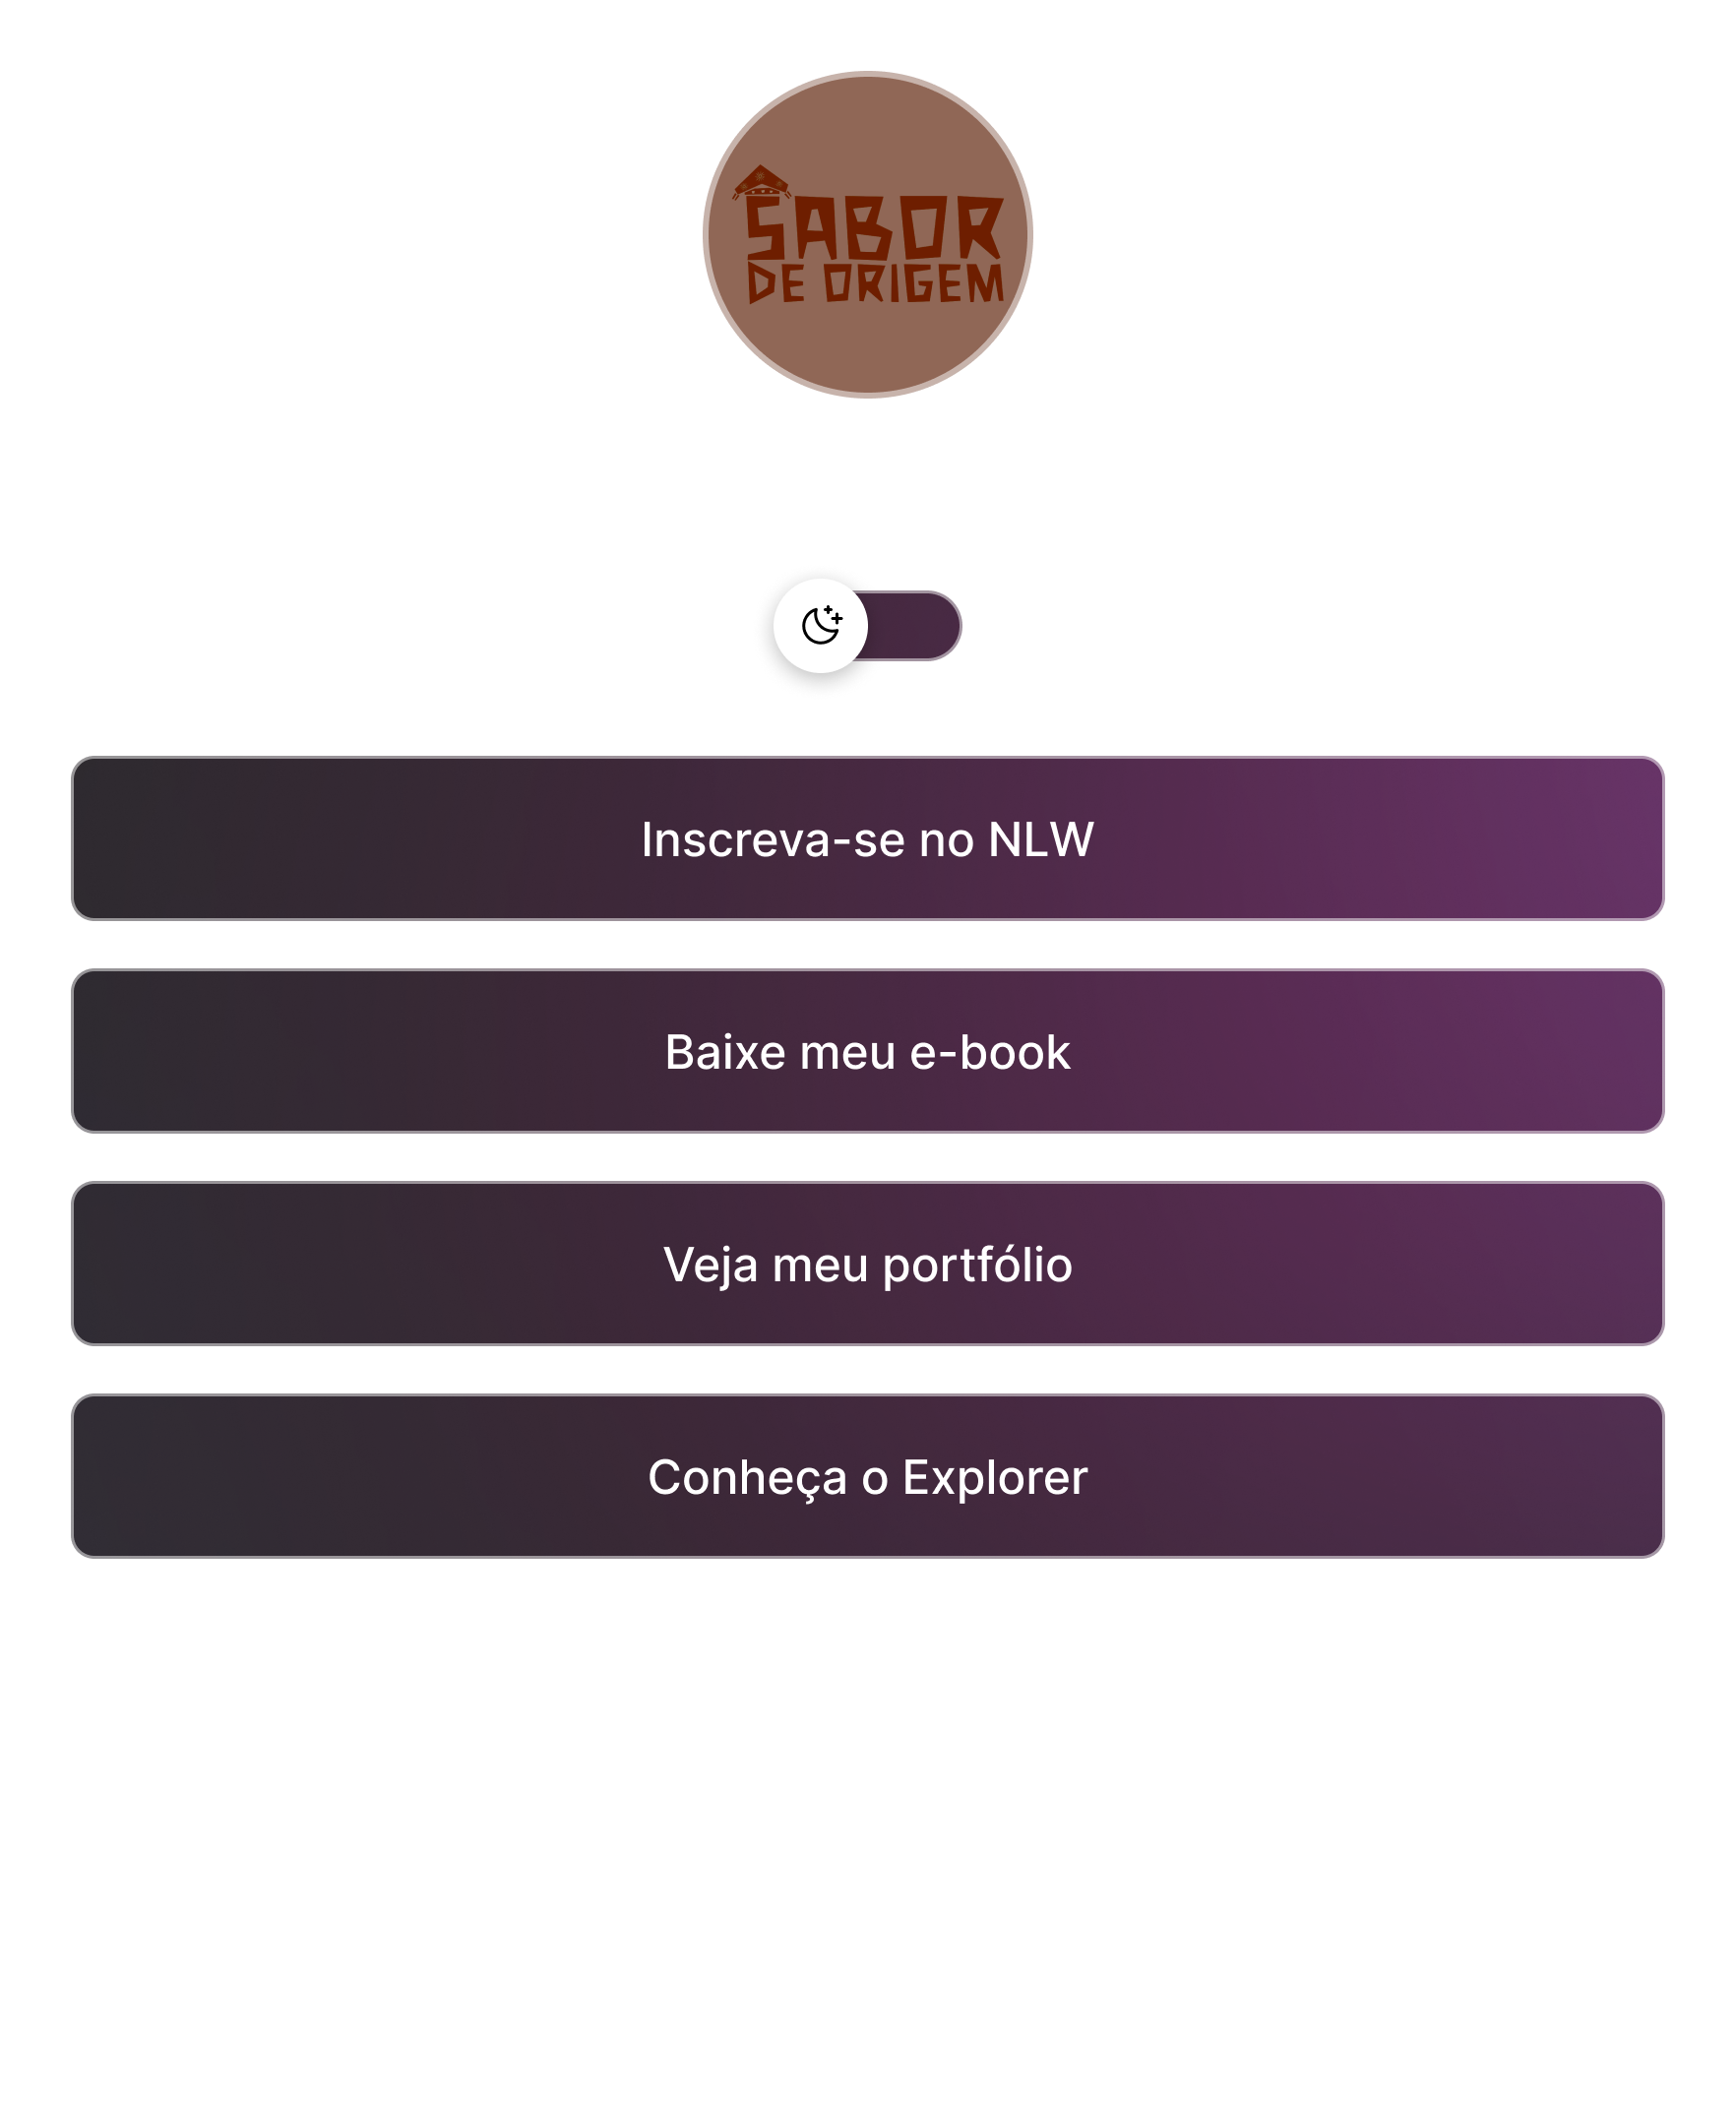 SABOR
DE ORIGEM
Inscreva-se no NLW
Baixe meu e-book
Veja meu portfólio
Conheça o Explorer